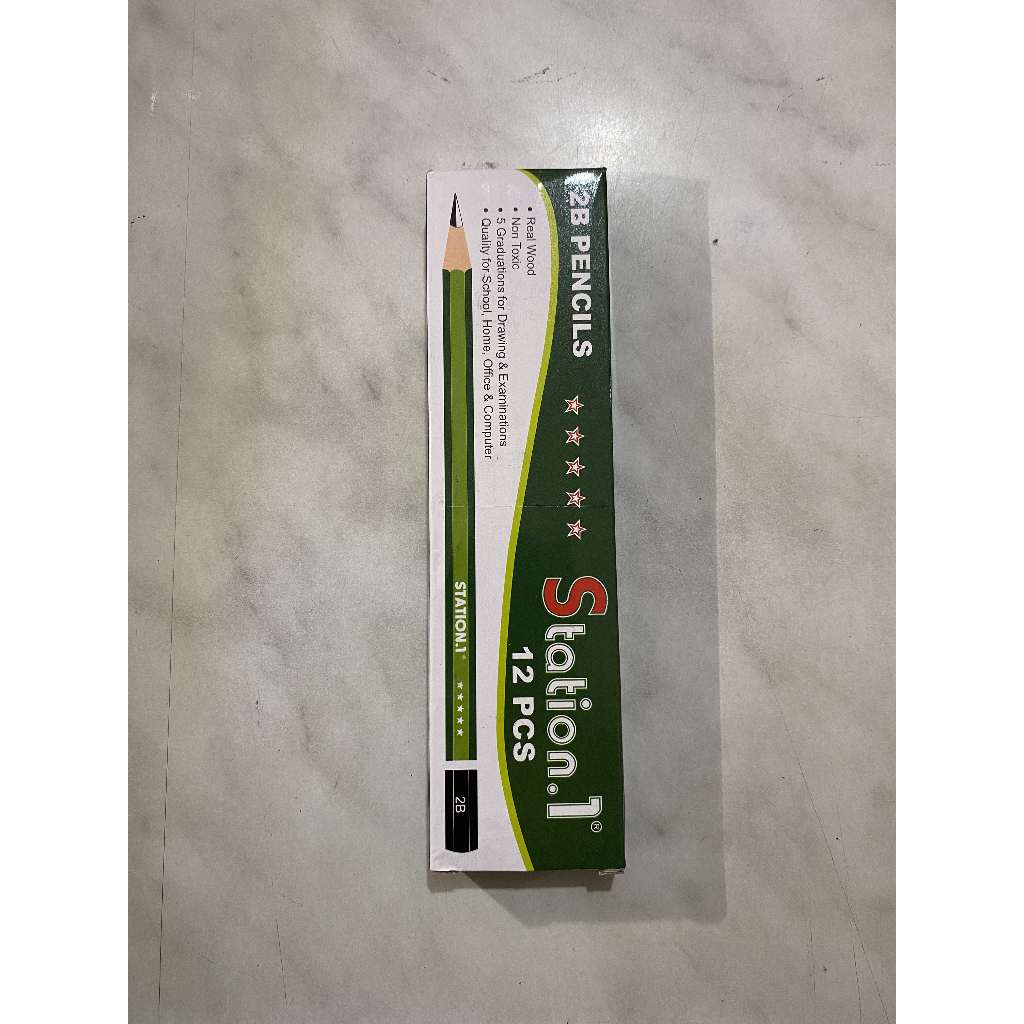 2B PENCILS
Station.1®
12 PCS
• Real Wood
• Non Toxic
• 5 Graduations for Drawing & Examinations
• Quality for School, Home, Office & Computer
STATION.1
2B